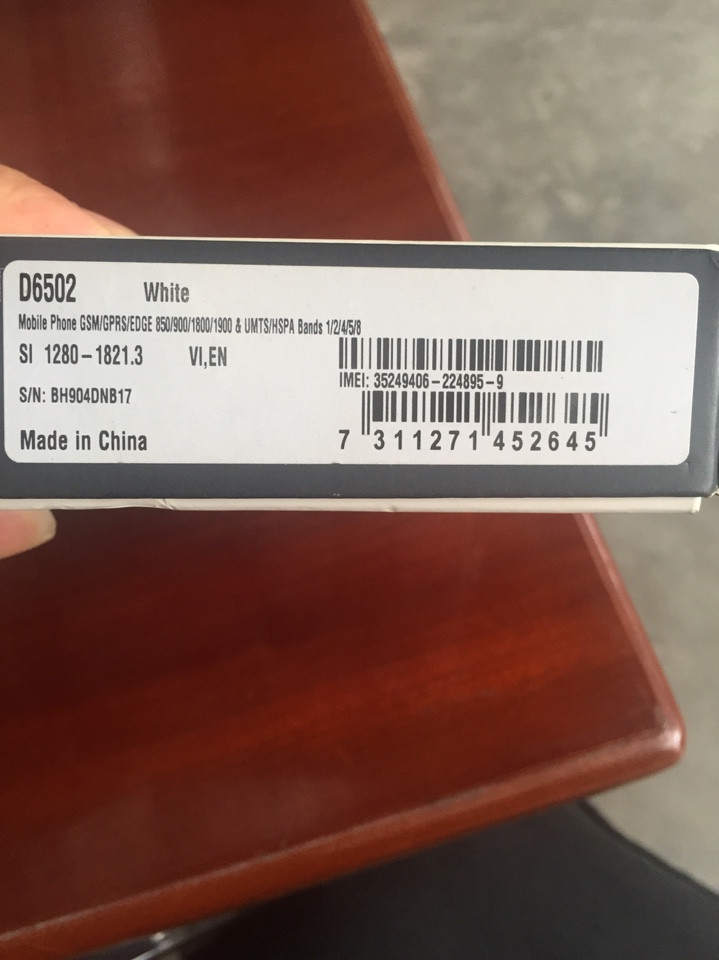 D6502 White
Mobile Phone GSM/GPRS/EDGE 850/900/1800/1900 & UMTS/HSPA Bands 1/2/4/5/8
SI 1280-1821.3 VI,EN
IMEI: 35249406-224895-9
S/N: BH904DNB17
Made in China
7 311271 452645